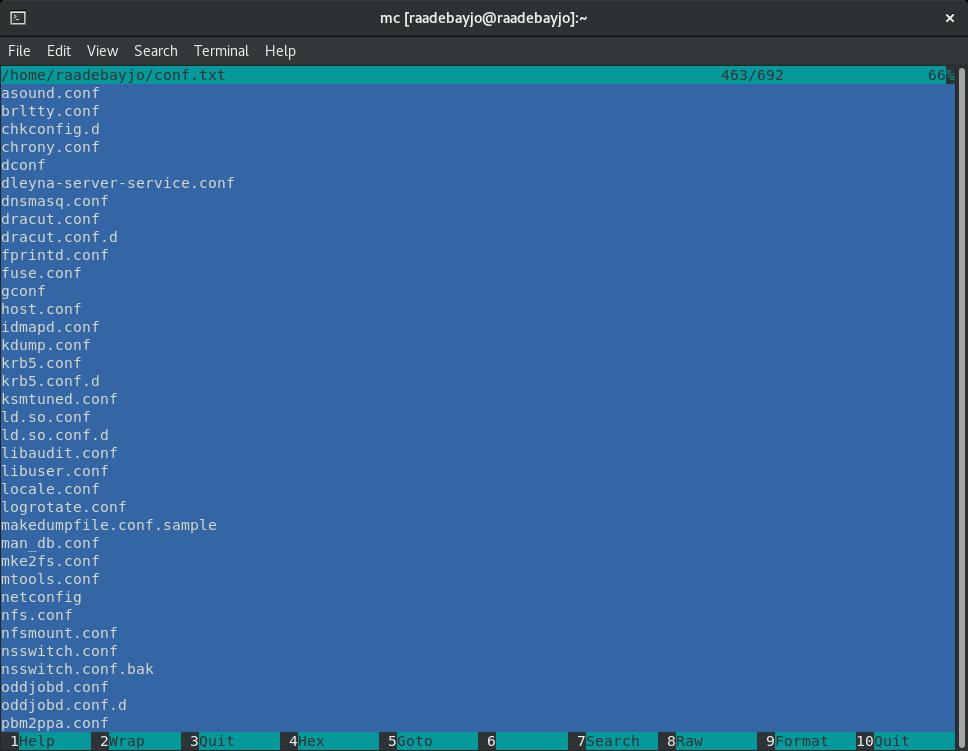 mc [raadebayjo@raadebayjo]:~
File Edit View Search Terminal Help
/home/raadebayjo/conf.txt 463/692 66%
asound.conf
brltty.conf
chkconfig.d
chrony.conf
dconf
dleyna-server-service.conf
dnsmasq.conf
dracut.conf
dracut.conf.d
fprintd.conf
fuse.conf
gconf
host.conf
idmapd.conf
kdump.conf
krb5.conf
krb5.conf.d
ksmtuned.conf
ld.so.conf
ld.so.conf.d
libaudit.conf
libuser.conf
locale.conf
logrotate.conf
makedumpfile.conf.sample
man_db.conf
mke2fs.conf
mtools.conf
netconfig
nfs.conf
nfsmount.conf
nsswitch.conf
nsswitch.conf.bak
oddjobd.conf
oddjobd.conf.d
pbm2ppa.conf
1Help 2Wrap 3Quit 4Hex 5Goto 6 7Search 8Raw 9Format 10Quit